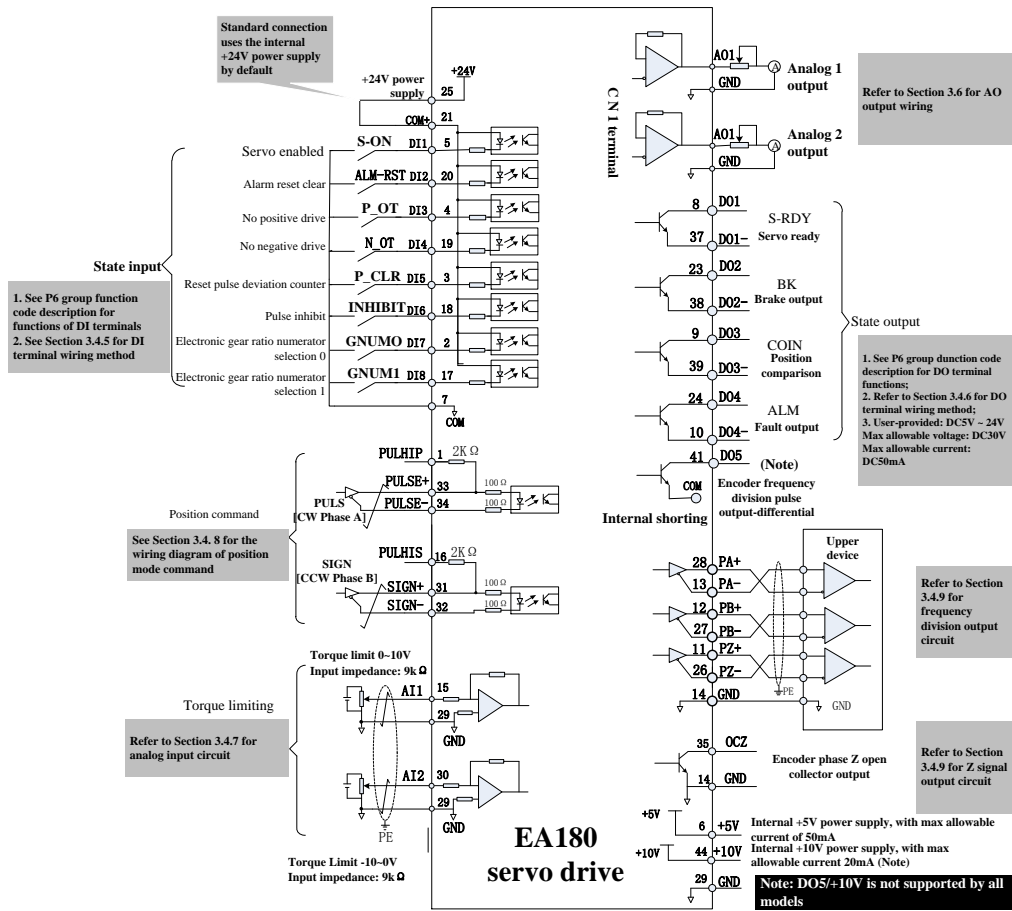 Standard connection
uses the internal
+24V power supply
by default
+24V
+24V power
supply
25
21
COM+
Servo enabled
S-ON
DI1
5
Alarm reset clear
ALM-RST
DI2
20
No positive drive
P_OT
DI3
4
No negative drive
N_OT
DI4
19
Reset pulse deviation counter
P_CLR
DI5
3
Pulse inhibit
INHIBIT
DI6
18
Electronic gear ratio numerator
selection 0
GNUMO
DI7
2
Electronic gear ratio numerator
selection 1
GNUM1
DI8
17
7
COM
State input
1. See P6 group function
code description for
functions of DI terminals
2. See Section 3.4.5 for DI
terminal wiring method
PULHIP
1
2KΩ
PULSE+
33
100Ω
PULSE-
34
100Ω
PULS
[CW Phase A]
Position command
See Section 3.4. 8 for the
wiring diagram of position
mode command
PULHIS
16
2KΩ
SIGN
[CCW Phase B]
SIGN+
31
100Ω
SIGN-
32
100Ω
Torque limit 0~10V
Input impedance: 9kΩ
AI1
15
29
GND
Torque limiting
Refer to Section 3.4.7 for
analog input circuit
AI2
30
29
GND
PE
Torque Limit -10~0V
Input impedance: 9kΩ
EA180
servo drive
CN1 terminal
AO1
A
GND
Analog 1
output
AO1
A
GND
Analog 2
output
Refer to Section 3.6 for AO
output wiring
8
DO1
S-RDY
37
DO1-
Servo ready
23
DO2
BK
38
DO2-
Brake output
9
DO3
COIN
39
DO3-
Position
comparison
24
DO4
ALM
10
DO4-
Fault output
41
DO5
(Note)
COM
Encoder frequency
division pulse
output-differential
Internal shorting
State output
1. See P6 group dunction code
description for DO terminal
functions;
2. Refer to Section 3.4.6 for DO
terminal wiring method;
3. User-provided: DC5V ~ 24V
Max allowable voltage: DC30V
Max allowable current:
DC50mA
Upper
device
28
PA+
13
PA-
12
PB+
27
PB-
11
PZ+
26
PZ-
PE
14
GND
GND
Refer to Section
3.4.9 for
frequency
division output
circuit
35
OCZ
14
GND
Encoder phase Z open
collector output
Refer to Section
3.4.9 for Z signal
output circuit
+5V
6
+5V
Internal +5V power supply, with max allowable
current of 50mA
+10V
44
+10V
Internal +10V power supply, with max
allowable current 20mA (Note)
29
GND
Note: DO5/+10V is not supported by all
models